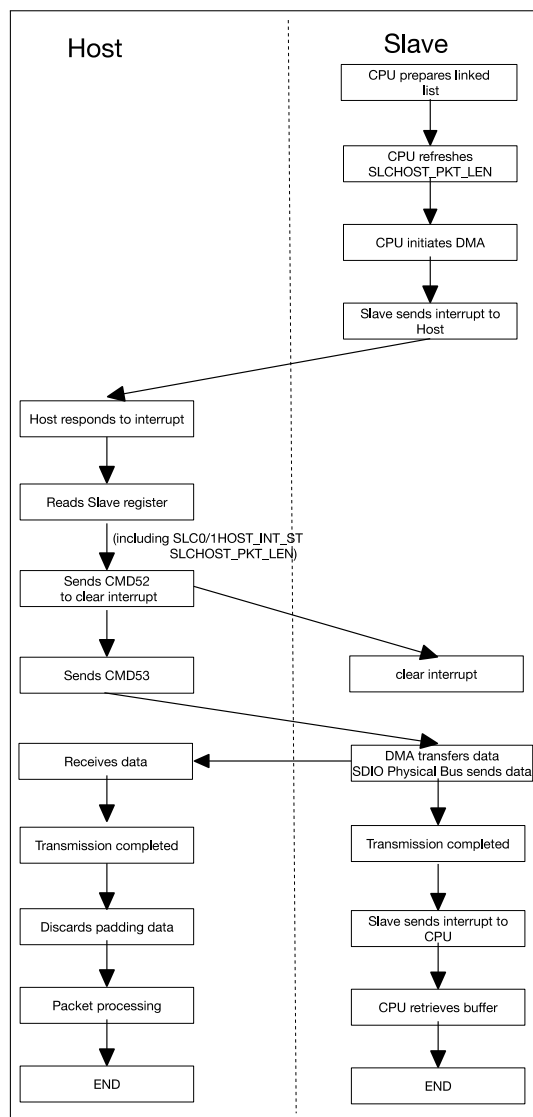 Host
Slave
CPU prepares linked
list
CPU refreshes
SLCHOST_PKT_LEN
CPU initiates DMA
Slave sends interrupt to
Host
Host responds to interrupt
Reads Slave register
(including SLC0/1HOST_INT_ST
SLCHOST_PKT_LEN)
Sends CMD52
to clear interrupt
clear interrupt
Sends CMD53
DMA transfers data
SDIO Physical Bus sends data
Receives data
Transmission completed
Transmission completed
Discards padding data
Slave sends interrupt to
CPU
Packet processing
CPU retrieves buffer
END
END